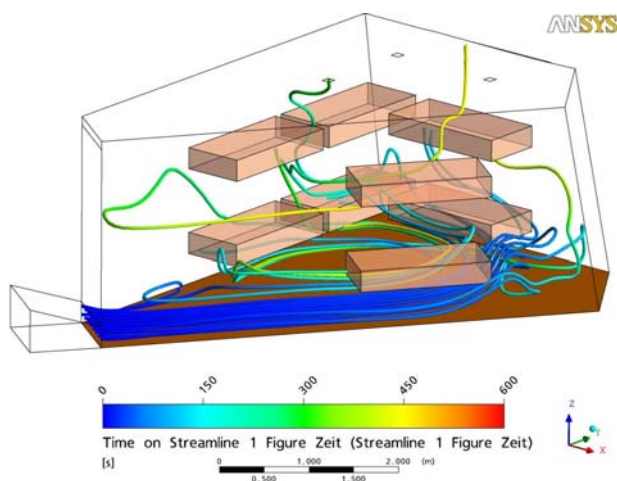 ANSYS
0 150 300 450 600
Time on Streamline 1 Figure Zeit (Streamline 1 Figure Zeit)
[s]
0 1.000 2.000 (m)
0.500 1.500
Z
Y
X